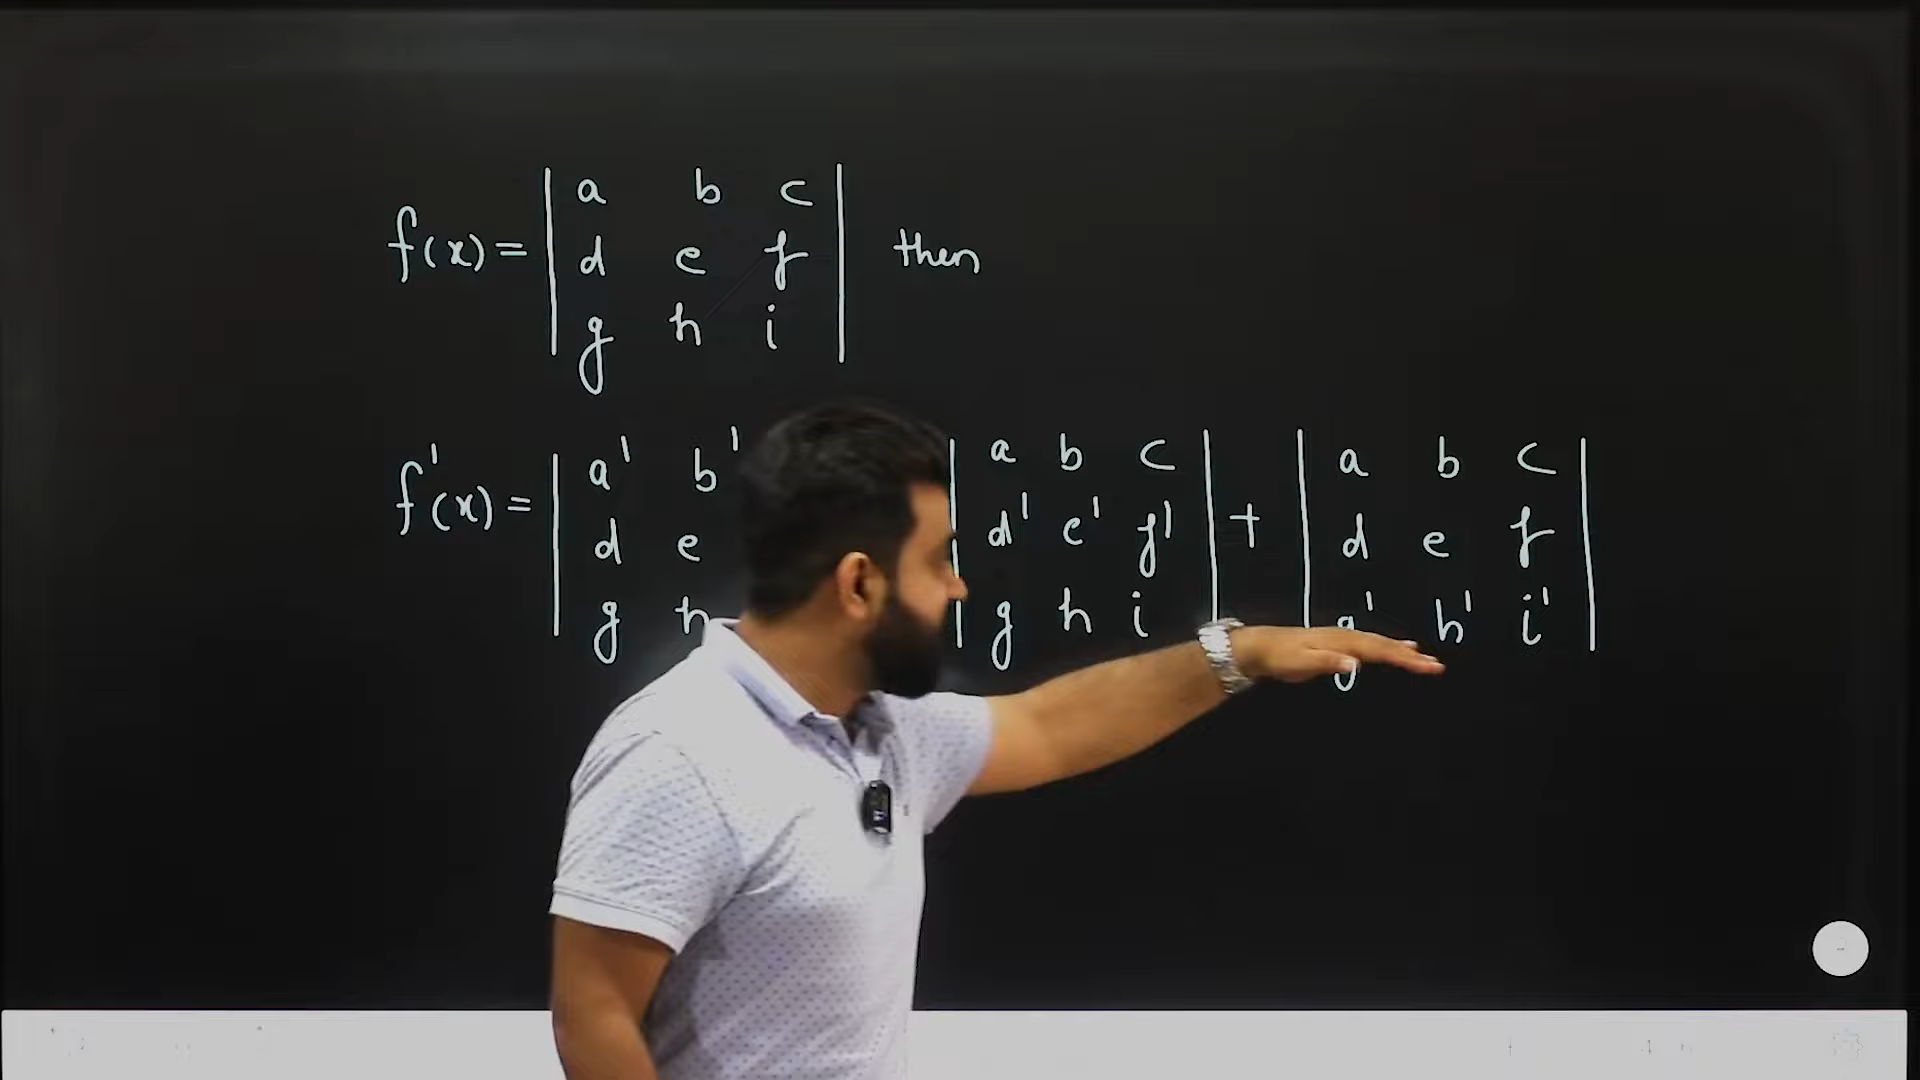 f(x) = | a b c |
| d e f | then
| g h i |
f'(x) = | a' b' | a b c | + | a b c |
| d e | d' e' f' | | d e f |
| g h | g h i | | g' h' i' |